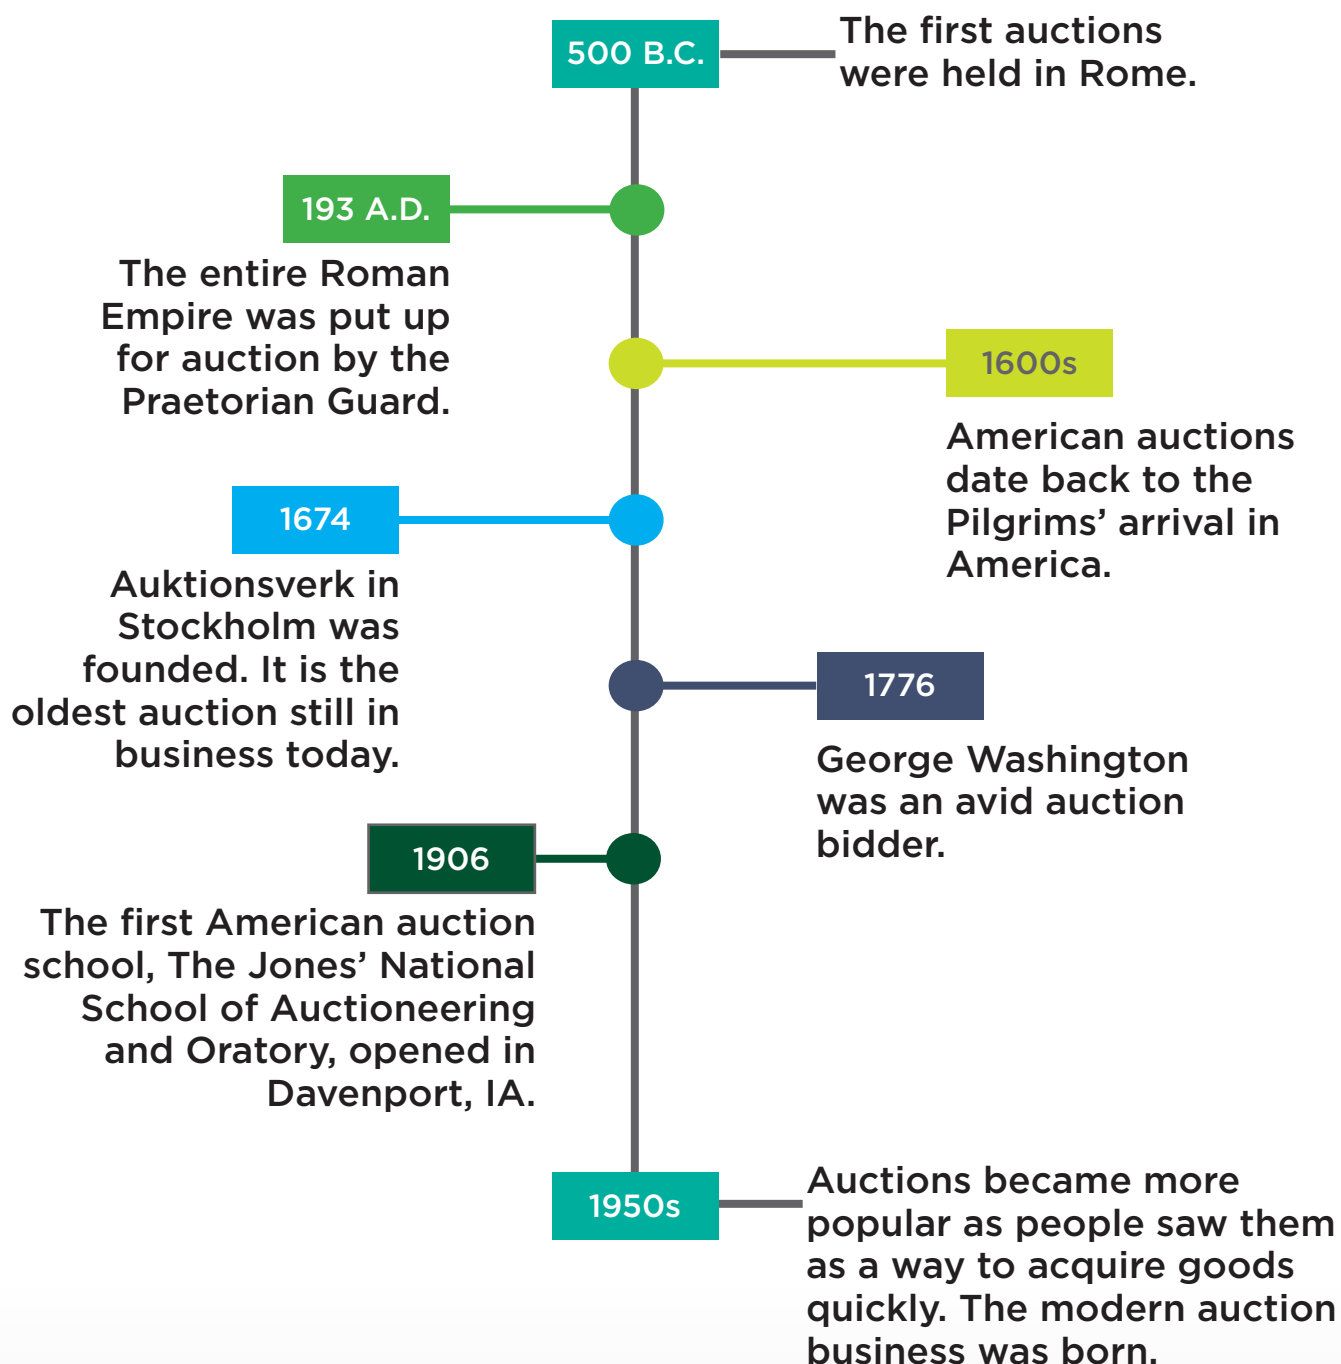 500 B.C.
The first auctions
were held in Rome.
193 A.D.
The entire Roman
Empire was put up
for auction by the
Praetorian Guard.
1600s
American auctions
date back to the
Pilgrims’ arrival in
America.
1674
Auktionsverk in
Stockholm was
founded. It is the
oldest auction still in
business today.
1776
George Washington
was an avid auction
bidder.
1906
The first American auction
school, The Jones’ National
School of Auctioneering
and Oratory, opened in
Davenport, IA.
1950s
Auctions became more
popular as people saw them
as a way to acquire goods
quickly. The modern auction
business was born.